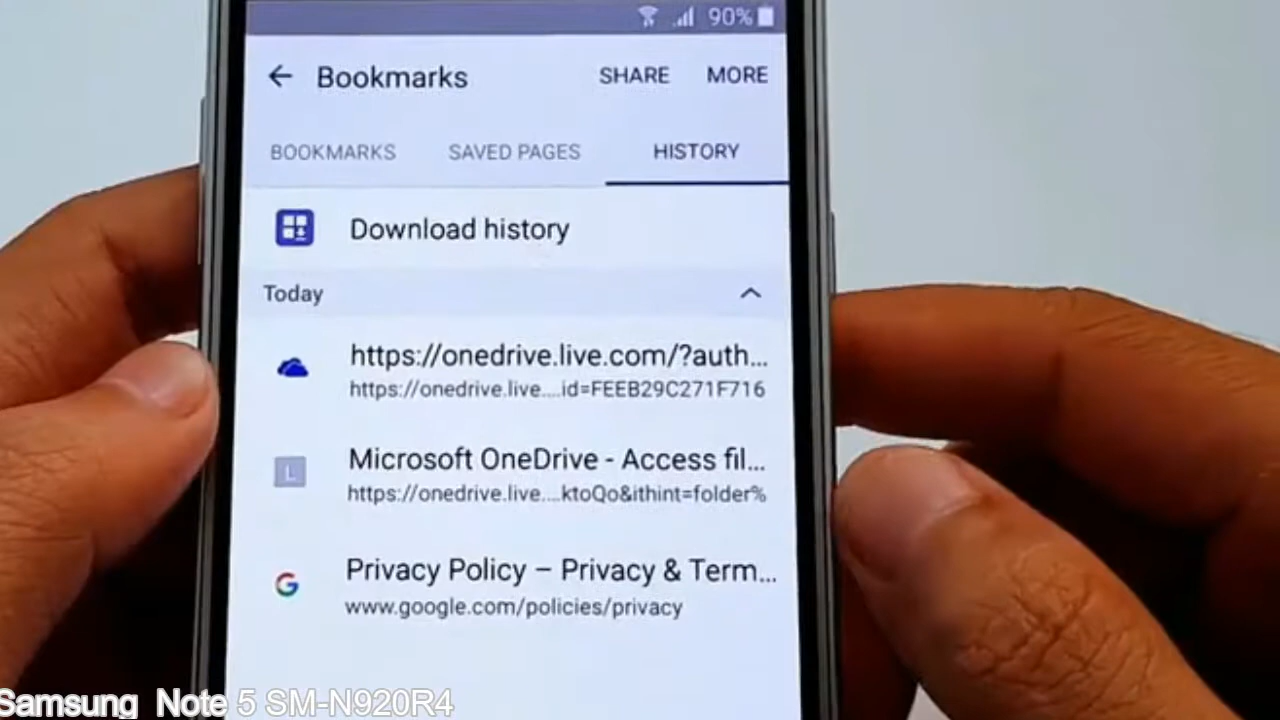 90%
Bookmarks SHARE MORE
BOOKMARKS SAVED PAGES HISTORY
Download history
Today
https://onedrive.live.com/?auth...
https://onedrive.live....id=FEEB29C271F716
L
Microsoft OneDrive - Access fil...
https://onedrive.live....ktoQo&ithint=folder%
G
Privacy Policy – Privacy & Term...
www.google.com/policies/privacy
Samsung Note 5 SM-N920R4